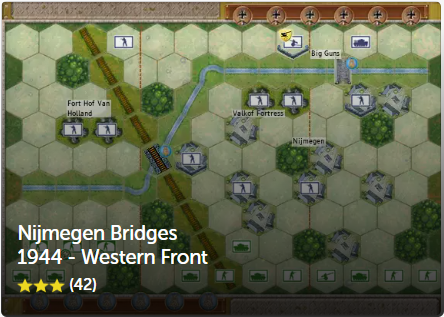 Big Guns
Fort Hof Van
Holland
Valkof Fortress
Nijmegen
Nijmegen Bridges
1944 - Western Front
(42)